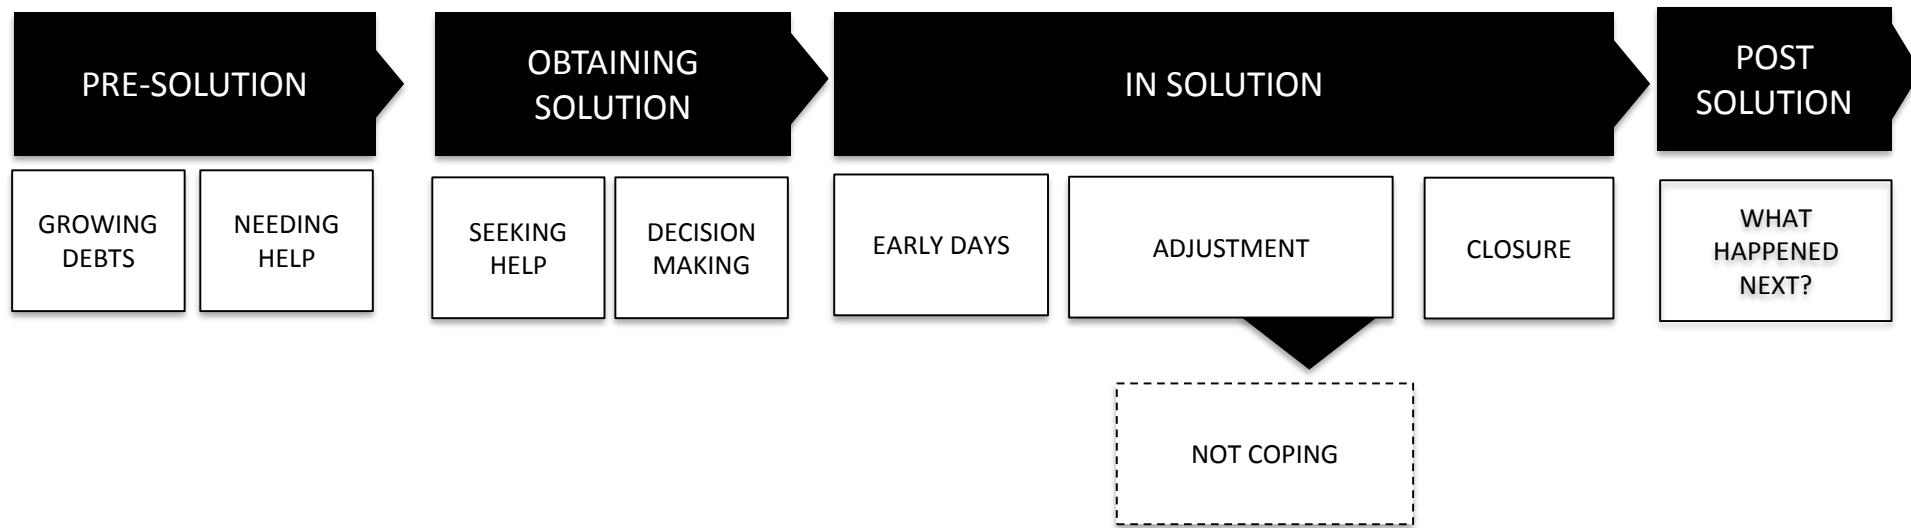 PRE-SOLUTION
OBTAINING
SOLUTION
IN SOLUTION
POST
SOLUTION
GROWING
DEBTS
NEEDING
HELP
SEEKING
HELP
DECISION
MAKING
EARLY DAYS
ADJUSTMENT
CLOSURE
WHAT
HAPPENED
NEXT?
NOT COPING